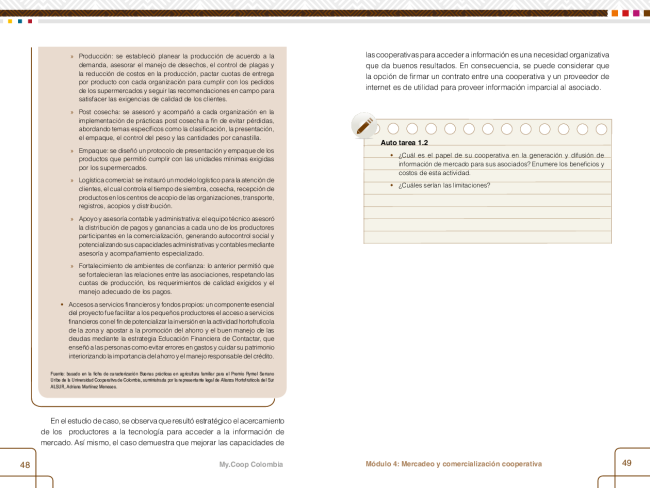 » Producción: se estableció planear la producción de acuerdo a la
demanda, asesorar el manejo de desechos, el control de plagas y
la reducción de costos en la producción, pactar cuotas de entrega
por producto con cada organización para cumplir con los pedidos
de los supermercados y seguir las recomendaciones en campo para
satisfacer las exigencias de calidad de los clientes.
» Post cosecha: se asesoró y acompañó a cada organización en la
implementación de prácticas post cosecha a fin de evitar pérdidas,
abordando temas específicos como la clasificación, la presentación,
el empaque, el control del peso y las cantidades por canastilla.
» Empaque: se diseñó un protocolo de presentación y empaque de los
productos que permitió cumplir con las unidades mínimas exigidas
por los supermercados.
» Logística comercial: se instauró un modelo logístico para la atención de
clientes, el cual controla el tiempo de siembra, cosecha, recepción de
productos en los centros de acopio de las organizaciones, transporte,
registros, acopios y distribución.
» Apoyo y asesoría contable y administrativa: el equipo técnico asesoró
la distribución de pagos y ganancias a cada uno de los productores
participantes en la comercialización, generando autocontrol social y
potencializando sus capacidades administrativas y contables mediante
asesoría y acompañamiento especializado.
» Fortalecimiento de ambientes de confianza: lo anterior permitió que
se fortalecieran las relaciones entre las asociaciones, respetando las
cuotas de producción, los requerimientos de calidad exigidos y el
manejo adecuado de los pagos.
• Accesos a servicios financieros y fondos propios: un componente esencial
del proyecto fue facilitar a los pequeños productores el acceso a servicios
financieros con el fin de potencializar la inversión en la actividad hortofrutícola
de la zona y apostar a la promoción del ahorro y el buen manejo de las
deudas mediante la estrategia Educación Financiera de Contactar, que
enseñó a las personas como evitar errores en gastos y cuidar su patrimonio
interiorizando la importancia del ahorro y el manejo responsable del crédito.
Fuente: basado en la ficha de caracterización Buenas prácticas en agricultura familiar para el Premio Rymel Serrano
Uribe de la Universidad Cooperativa de Colombia, suministrada por la representante legal de Alianza Hortofrutícola del Sur
ALSUR, Adriana Martínez Meneses.
En el estudio de caso, se observa que resultó estratégico el acercamiento
de los productores a la tecnología para acceder a la información de
mercado. Así mismo, el caso demuestra que mejorar las capacidades de
48
My.Coop Colombia
las cooperativas para acceder a información es una necesidad organizativa
que da buenos resultados. En consecuencia, se puede considerar que
la opción de firmar un contrato entre una cooperativa y un proveedor de
internet es de utilidad para proveer información imparcial al asociado.
Auto tarea 1.2
• ¿Cuál es el papel de su cooperativa en la generación y difusión de
información de mercado para sus asociados? Enumere los beneficios y
costos de esta actividad.
• ¿Cuáles serían las limitaciones?
Módulo 4: Mercadeo y comercialización cooperativa
49